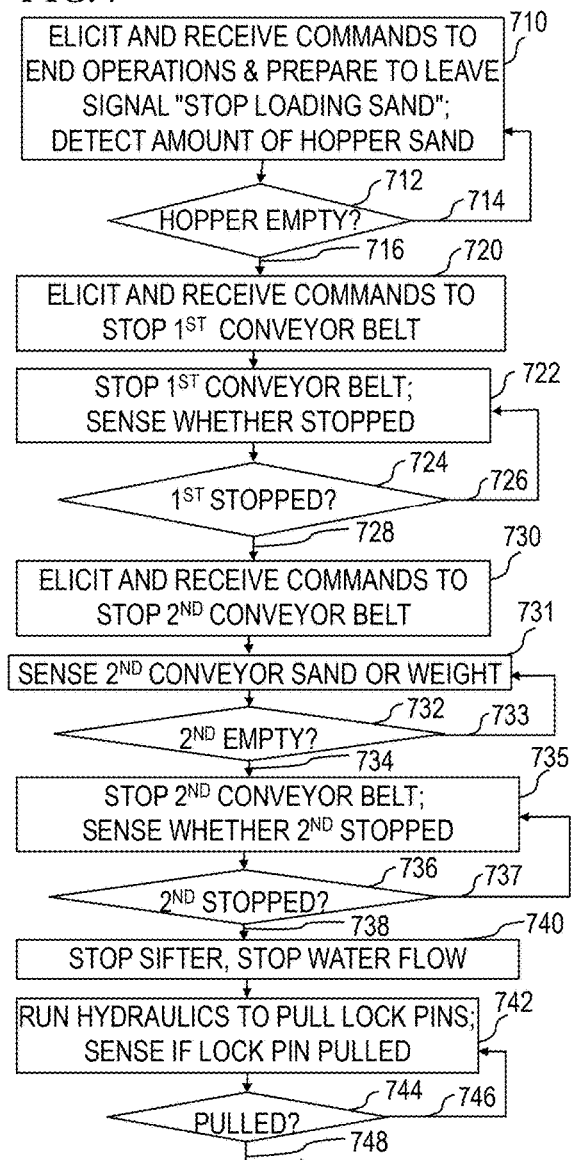 710
ELICIT AND RECEIVE COMMANDS TO
END OPERATIONS & PREPARE TO LEAVE
SIGNAL "STOP LOADING SAND";
DETECT AMOUNT OF HOPPER SAND
712
714
HOPPER EMPTY?
716
720
ELICIT AND RECEIVE COMMANDS TO
STOP 1ST CONVEYOR BELT
722
STOP 1ST CONVEYOR BELT;
SENSE WHETHER STOPPED
724
726
1ST STOPPED?
728
730
ELICIT AND RECEIVE COMMANDS TO
STOP 2ND CONVEYOR BELT
731
SENSE 2ND CONVEYOR SAND OR WEIGHT
732
733
2ND EMPTY?
734
735
STOP 2ND CONVEYOR BELT;
SENSE WHETHER 2ND STOPPED
736
737
2ND STOPPED?
738
740
STOP SIFTER, STOP WATER FLOW
742
RUN HYDRAULICS TO PULL LOCK PINS;
SENSE IF LOCK PIN PULLED
744
746
PULLED?
748